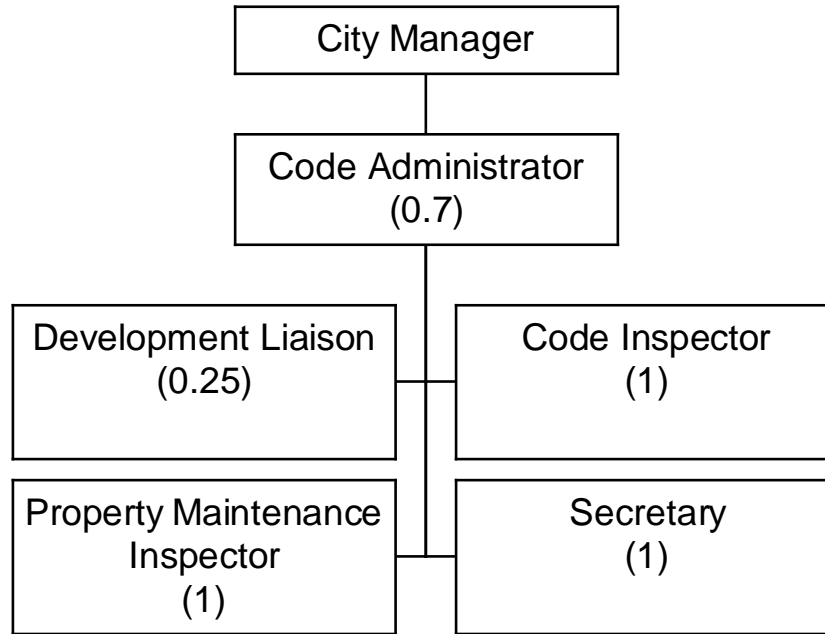 City Manager
Code Administrator
(0.7)
Development Liaison
(0.25)
Code Inspector
(1)
Property Maintenance
Inspector
(1)
Secretary
(1)